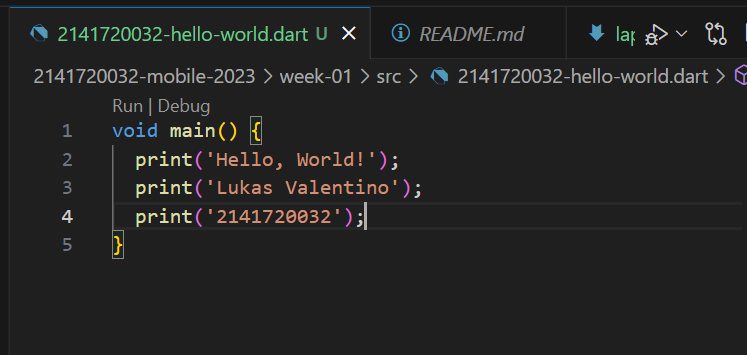 2141720032-hello-world.dart U
README.md
lap
2141720032-mobile-2023 > week-01 > src > 2141720032-hello-world.dart >
Run | Debug
1 void main() {
2 print('Hello, World!');
3 print('Lukas Valentino');
4 print('2141720032');
5 }